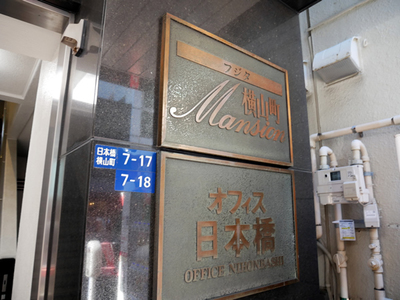 フジタ
横山町
Mansion
日本橋
横山町
7-17
7-18
オフィス
日本橋
OFFICE NIHONBASHI